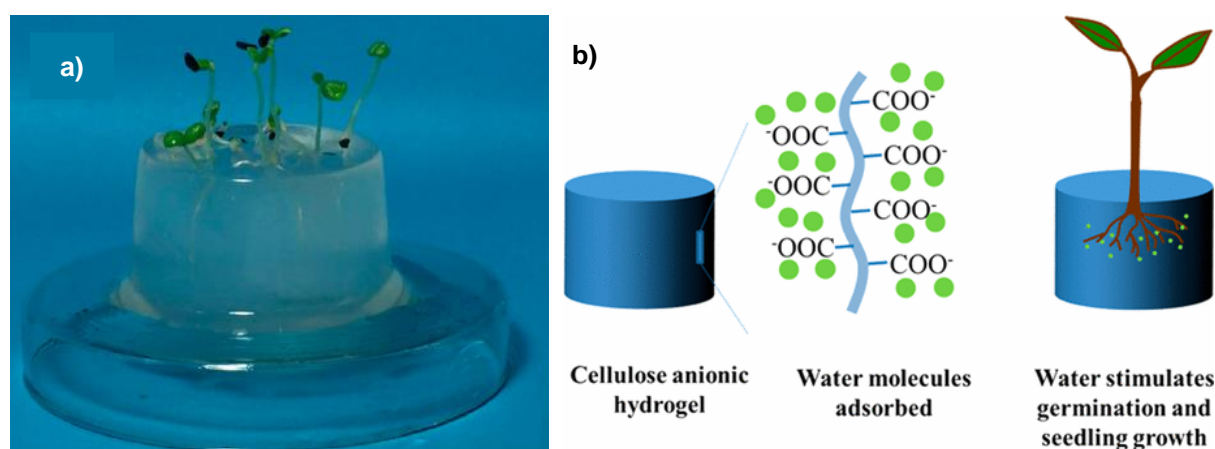 a)
b)
COO-
-OOC
COO-
-OOC
COO-
-OOC
COO-
Cellulose anionic
hydrogel
Water molecules
adsorbed
Water stimulates
germination and
seedling growth